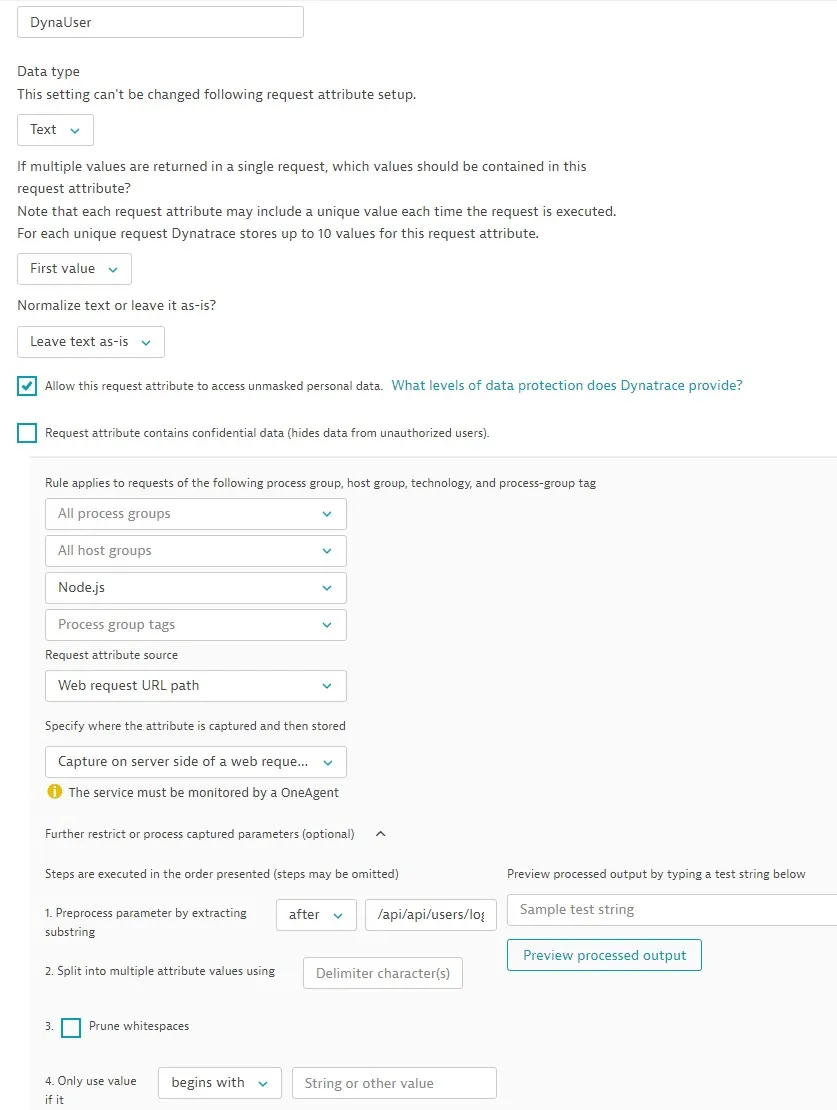 DynaUser
Data type
This setting can't be changed following request attribute setup.
Text
If multiple values are returned in a single request, which values should be contained in this
request attribute?
Note that each request attribute may include a unique value each time the request is executed.
For each unique request Dynatrace stores up to 10 values for this request attribute.
First value
Normalize text or leave it as-is?
Leave text as-is
Allow this request attribute to access unmasked personal data. What levels of data protection does Dynatrace provide?
Request attribute contains confidential data (hides data from unauthorized users).
Rule applies to requests of the following process group, host group, technology, and process-group tag
All process groups
All host groups
Node.js
Process group tags
Request attribute source
Web request URL path
Specify where the attribute is captured and then stored
Capture on server side of a web reque...
The service must be monitored by a OneAgent
Further restrict or process captured parameters (optional)
Steps are executed in the order presented (steps may be omitted)
Preview processed output by typing a test string below
1. Preprocess parameter by extracting
substring
after
/api/api/users/log
Sample test string
Preview processed output
2. Split into multiple attribute values using
Delimiter character(s)
3. Prune whitespaces
4. Only use value
if it
begins with
String or other value